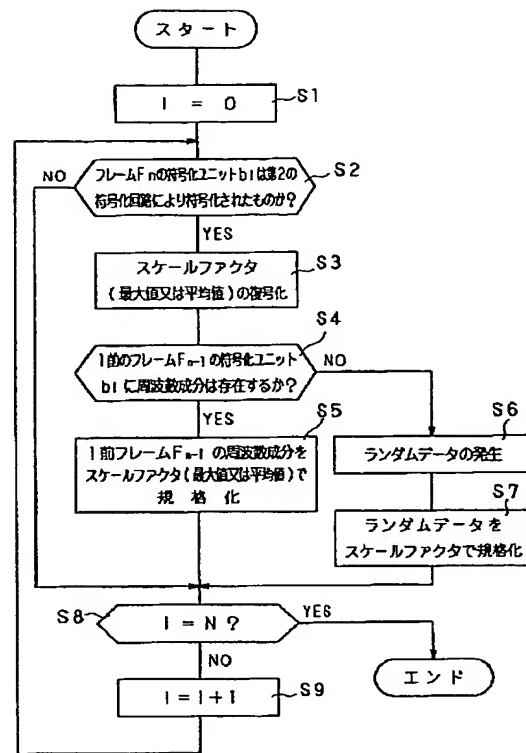 スタート
I = 0
S1
NO
フレームFnの符号化ユニットbIは第2の
符号化回路により符号化されたものか?
S2
YES
スケールファクタ
(最大値又は平均値)の復号化
S3
S4
1前のフレームFn-1の符号化ユニット
bIに周波数成分は存在するか?
NO
YES
S5
1前フレームFn-1の周波数成分を
スケールファクタ(最大値又は平均値)で
規格化
S6
ランダムデータの発生
S7
ランダムデータを
スケールファクタで規格化
S8
I = N ?
YES
NO
エンド
I = I + 1
S9